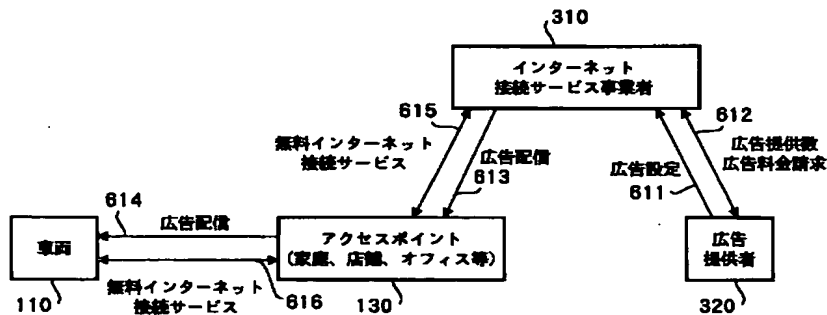 310
インターネット
接続サービス事業者
615
612
無料インターネット
接続サービス
広告配信
613
広告設定
611
広告提供数
広告料金請求
614
広告配信
車両
アクセスポイント
(家庭、店舗、オフィス等)
広告
提供者
110
無料インターネット
接続サービス
616
130
320